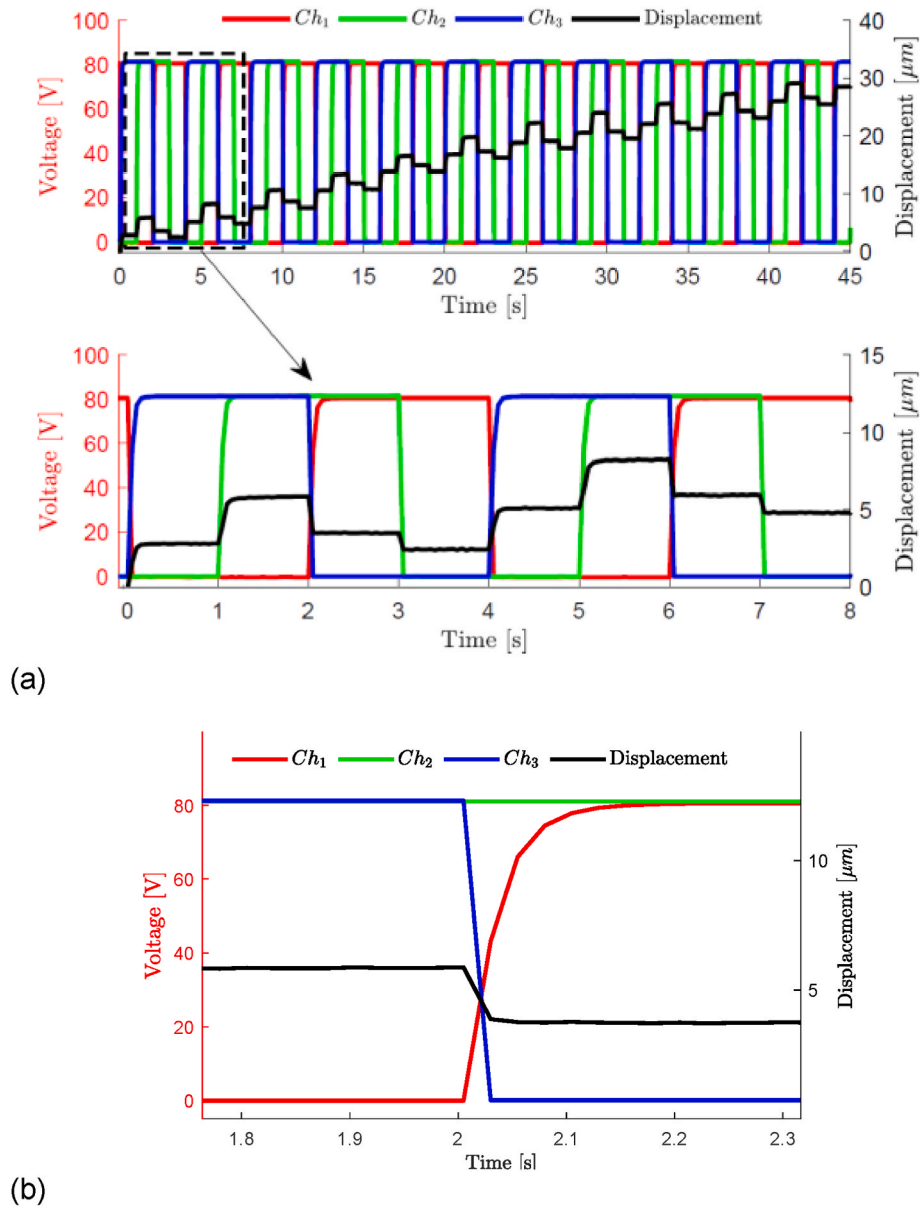 Ch1 Ch2 Ch3 Displacement
100 80 60 40 20 0
Voltage [V]
40 30 20 10 0
Displacement [μm]
0 5 10 15 20 25 30 35 40 45
Time [s]
100 80 60 40 20 0
Voltage [V]
15 10 5 0
Displacement [μm]
0 1 2 3 4 5 6 7 8
Time [s]
(a)
Ch1 Ch2 Ch3 Displacement
80 60 40 20 0
Voltage [V]
10 5
Displacement [μm]
1.8 1.9 2 2.1 2.2 2.3
Time [s]
(b)